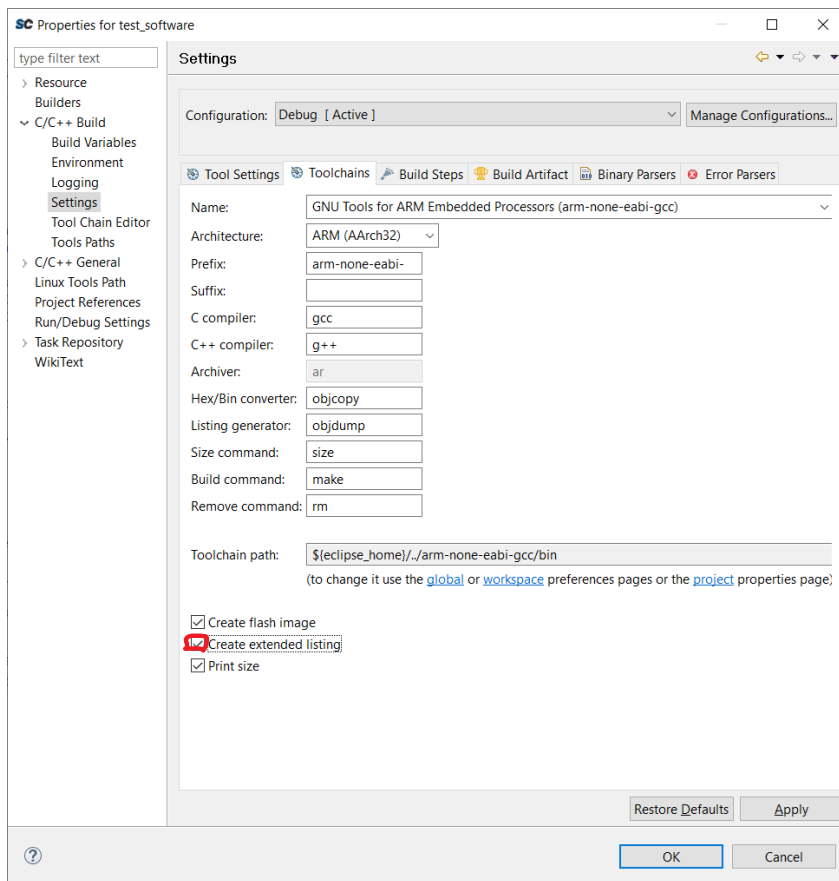 SC Properties for test_software
type filter text
Resource
Builders
C/C++ Build
Build Variables
Environment
Logging
Settings
Tool Chain Editor
Tools Paths
C/C++ General
Linux Tools Path
Project References
Run/Debug Settings
Task Repository
WikiText
Settings
Configuration: Debug [ Active ] Manage Configurations...
Tool Settings Toolchains Build Steps Build Artifact Binary Parsers Error Parsers
Name: GNU Tools for ARM Embedded Processors (arm-none-eabi-gcc)
Architecture: ARM (AArch32)
Prefix: arm-none-eabi-
Suffix:
C compiler: gcc
C++ compiler: g++
Archiver: ar
Hex/Bin converter: objcopy
Listing generator: objdump
Size command: size
Build command: make
Remove command: rm
Toolchain path: ${eclipse_home}/../arm-none-eabi-gcc/bin
(to change it use the global or workspace preferences pages or the project properties page)
Create flash image
Create extended listing
Print size
Restore Defaults Apply
? OK Cancel